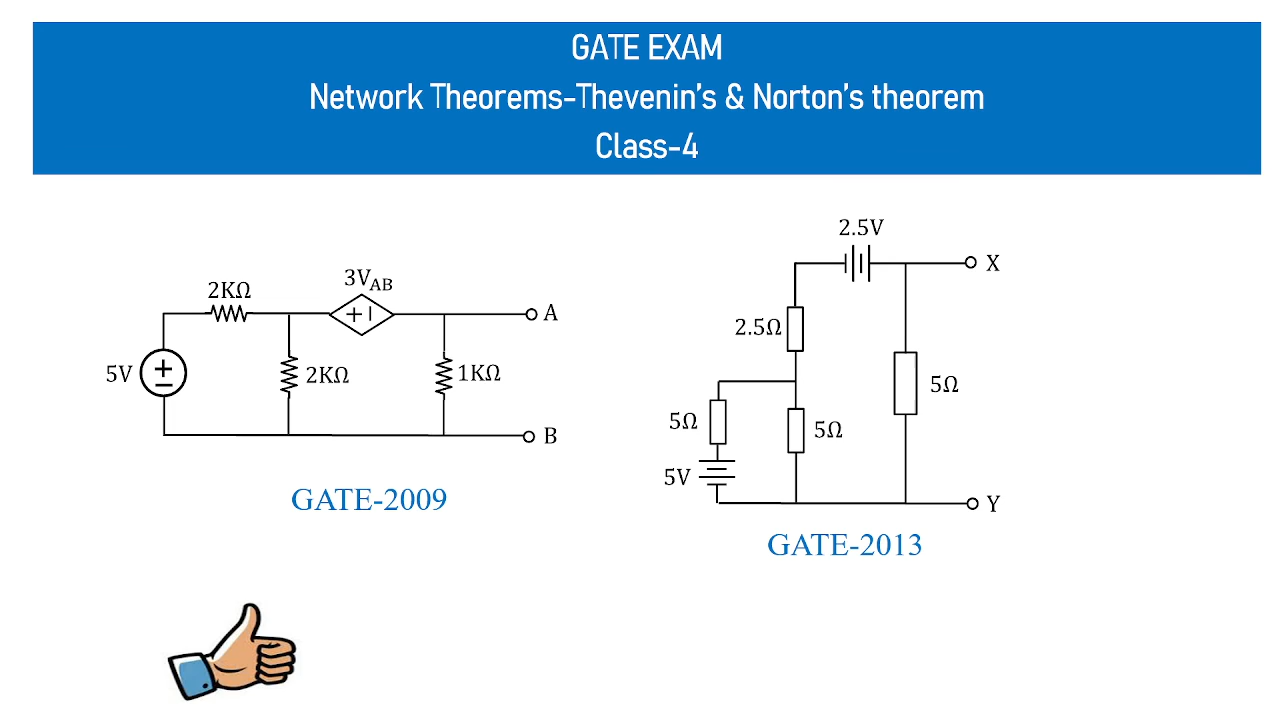 GATE EXAM
Network Theorems-Thevenin's & Norton's theorem
Class-4
2KΩ
3V_AB
+ −
A
5V
+
−
2KΩ
1KΩ
B
GATE-2009
2.5V
X
2.5Ω
5Ω
5Ω
5Ω
5V
Y
GATE-2013